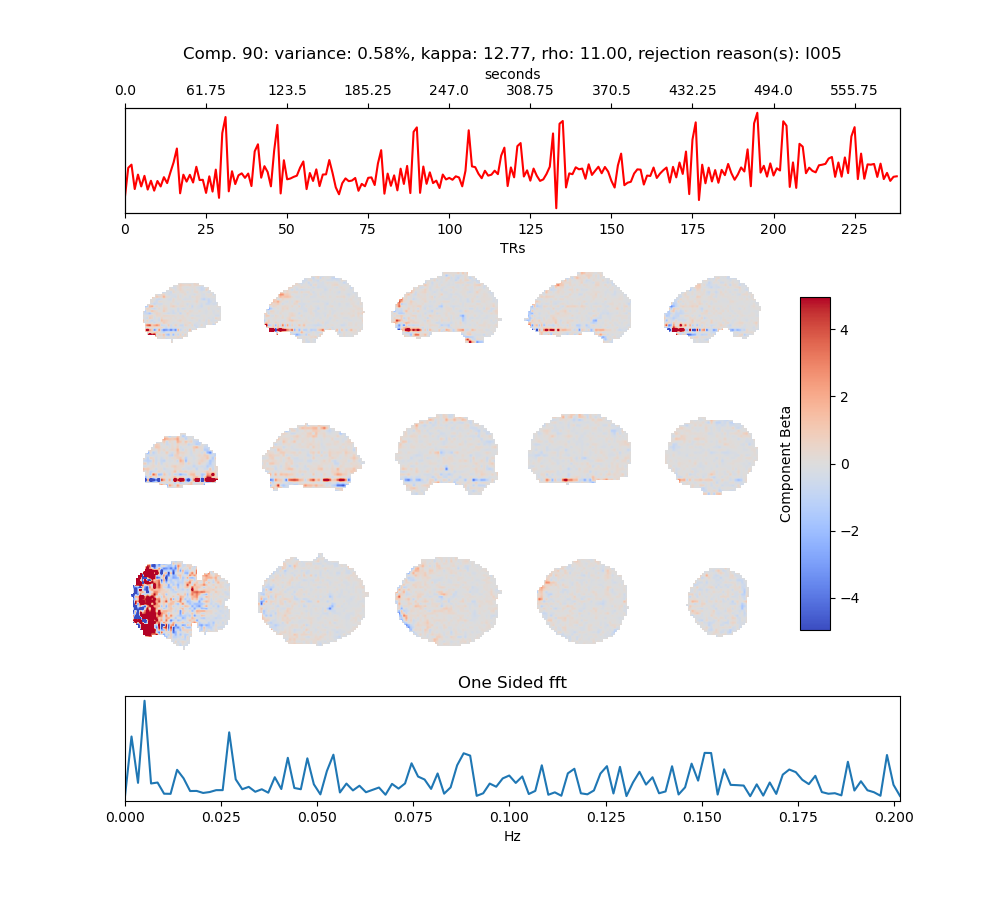 Comp. 90: variance: 0.58%, kappa: 12.77, rho: 11.00, rejection reason(s): I005
seconds
0.0 61.75 123.5 185.25 247.0 308.75 370.5 432.25 494.0 555.75
0 25 50 75 100 125 150 175 200 225
TRs
4
2
0
−2
−4
Component Beta
One Sided fft
0.000 0.025 0.050 0.075 0.100 0.125 0.150 0.175 0.200
Hz